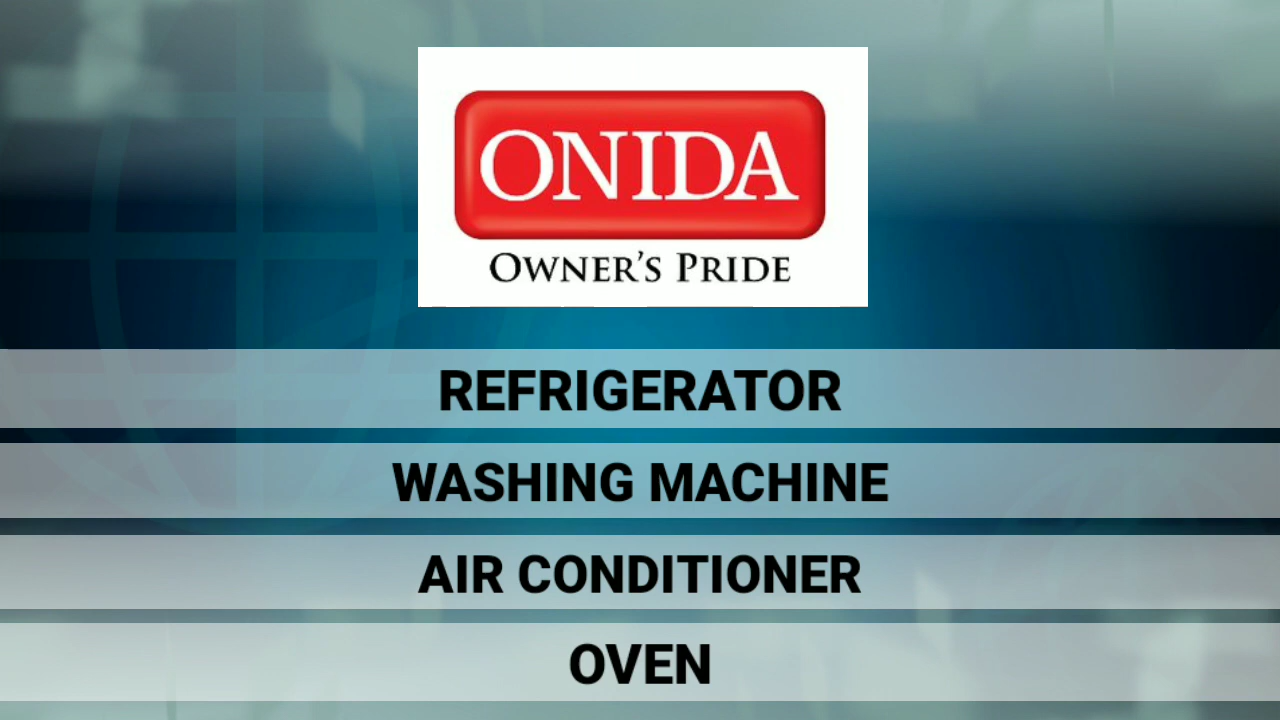 ONIDA
OWNER'S PRIDE
REFRIGERATOR
WASHING MACHINE
AIR CONDITIONER
OVEN